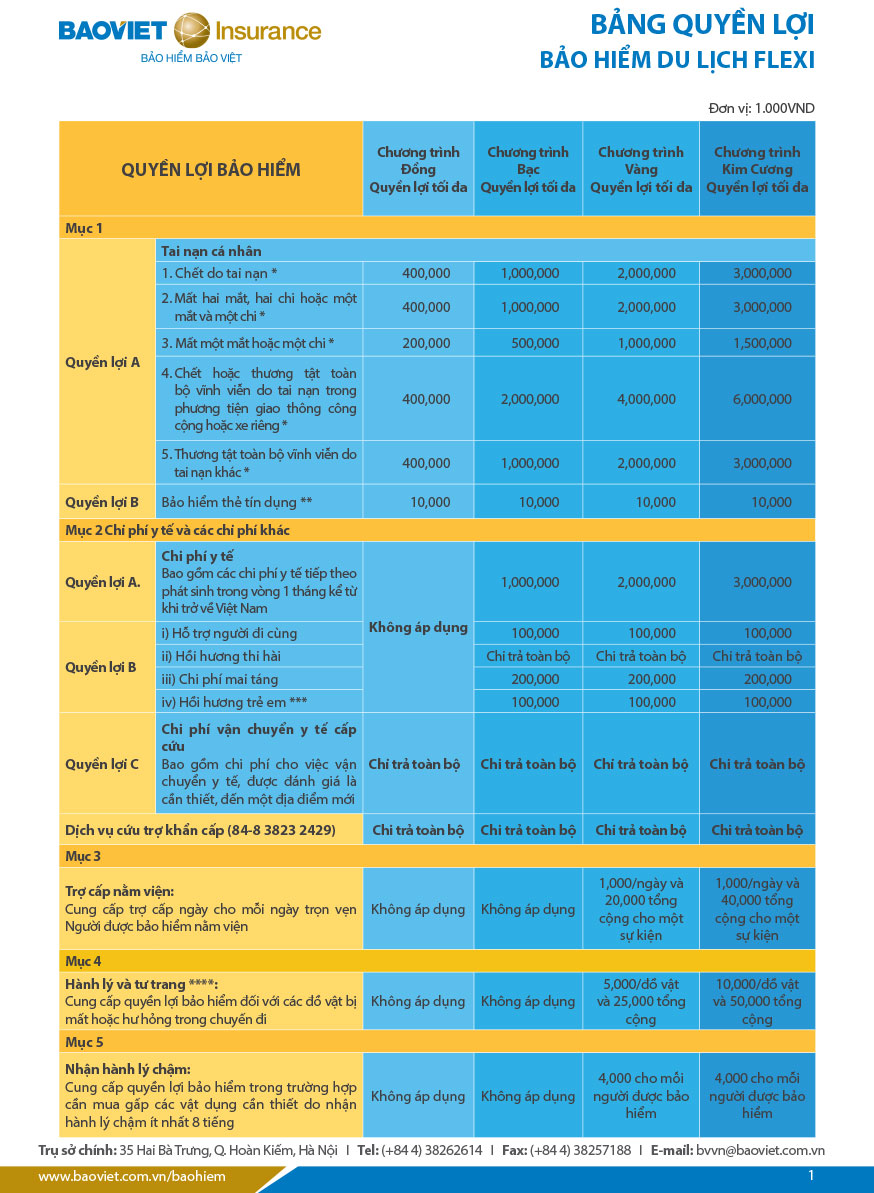 BAOVIET Insurance
BẢO HIỂM BẢO VIỆT
BẢNG QUYỀN LỢI
BẢO HIỂM DU LỊCH FLEXI
Đơn vị: 1.000VND
QUYỀN LỢI BẢO HIỂM
Chương trình
Đồng
Quyền lợi tối đa
Chương trình
Bạc
Quyền lợi tối đa
Chương trình
Vàng
Quyền lợi tối đa
Chương trình
Kim Cương
Quyền lợi tối đa
Mục 1
Quyền lợi A
Tai nạn cá nhân
1. Chết do tai nạn * 400,000 1,000,000 2,000,000 3,000,000
2. Mất hai mắt, hai chi hoặc một
mắt và một chi *
400,000 1,000,000 2,000,000 3,000,000
3. Mất một mắt hoặc một chi * 200,000 500,000 1,000,000 1,500,000
4. Chết hoặc thương tật toàn
bộ vĩnh viễn do tai nạn trong
phương tiện giao thông công
cộng hoặc xe riêng *
400,000 2,000,000 4,000,000 6,000,000
5. Thương tật toàn bộ vĩnh viễn do
tai nạn khác *
400,000 1,000,000 2,000,000 3,000,000
Quyền lợi B Bảo hiểm thẻ tín dụng ** 10,000 10,000 10,000 10,000
Mục 2 Chi phí y tế và các chi phí khác
Quyền lợi A.
Chi phí y tế
Bao gồm các chi phí y tế tiếp theo
phát sinh trong vòng 1 tháng kể từ
khi trở về Việt Nam
Không áp dụng
1,000,000 2,000,000 3,000,000
Quyền lợi B
i) Hỗ trợ người đi cùng 100,000 100,000 100,000
ii) Hồi hương thi hài Chi trả toàn bộ Chi trả toàn bộ Chi trả toàn bộ
iii) Chi phí mai táng 200,000 200,000 200,000
iv) Hồi hương trẻ em *** 100,000 100,000 100,000
Quyền lợi C
Chi phí vận chuyển y tế cấp
cứu
Bao gồm chi phí cho việc vận
chuyển y tế, được đánh giá là
cần thiết, đến một địa điểm mới
Chi trả toàn bộ Chi trả toàn bộ Chi trả toàn bộ Chi trả toàn bộ
Dịch vụ cứu trợ khẩn cấp (84-8 3823 2429) Chi trả toàn bộ Chi trả toàn bộ Chi trả toàn bộ Chi trả toàn bộ
Mục 3
Trợ cấp nằm viện:
Cung cấp trợ cấp ngày cho mỗi ngày trọn vẹn
Người được bảo hiểm nằm viện
Không áp dụng
Không áp dụng
1,000/ngày và
20,000 tổng
cộng cho một
sự kiện
1,000/ngày và
40,000 tổng
cộng cho một
sự kiện
Mục 4
Hành lý và tư trang ****:
Cung cấp quyền lợi bảo hiểm đối với các đồ vật bị
mất hoặc hư hỏng trong chuyến đi
Không áp dụng
Không áp dụng
5,000/đồ vật
và 25,000 tổng
cộng
10,000/đồ vật
và 50,000 tổng
cộng
Mục 5
Nhận hành lý chậm:
Cung cấp quyền lợi bảo hiểm trong trường hợp
cần mua gấp các vật dụng cần thiết do nhận
hành lý chậm ít nhất 8 tiếng
Không áp dụng
Không áp dụng
4,000 cho mỗi
người được bảo
hiểm
4,000 cho mỗi
người được bảo
hiểm
Trụ sở chính: 35 Hai Bà Trưng, Q. Hoàn Kiếm, Hà Nội I Tel: (+84 4) 38262614 I Fax: (+84 4) 38257188 I E-mail: bvvn@baoviet.com.vn
www.baoviet.com.vn/baohiem 1